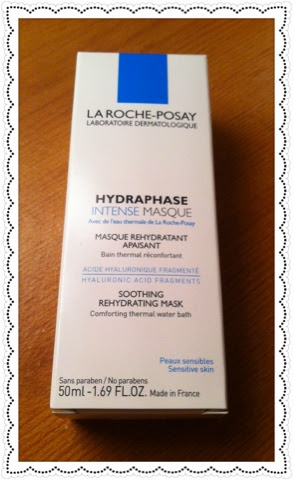 LA ROCHE-POSAY
LABORATOIRE DERMATOLOGIQUE
HYDRAPHASE
INTENSE MASQUE
Avec de l'eau thermale de La Roche-Posay
MASQUE REHYDRATANT
APAISANT
Bain thermal réconfortant
ACIDE HYALURONIQUE FRAGMENTÉ
HYALURONIC ACID FRAGMENTS
SOOTHING
REHYDRATING MASK
Comforting thermal water bath
Peaux sensibles
Sensitive skin
Sans paraben / No parabens
50ml - 1.69 FL.OZ. Made in France